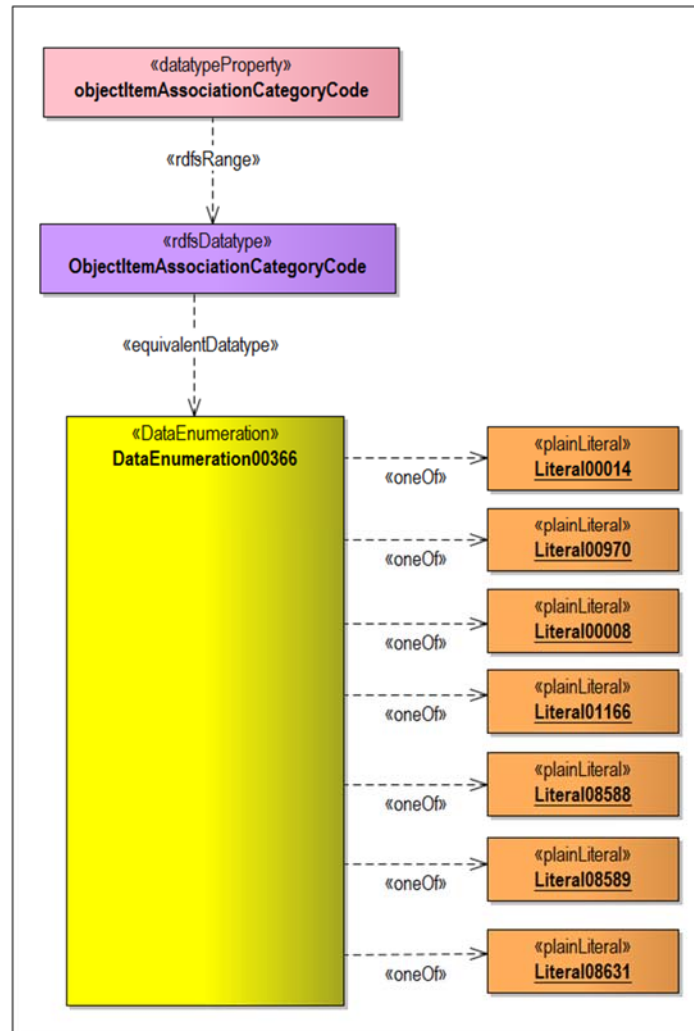 «datatypeProperty»
objectItemAssociationCategoryCode
«rdfsRange»
«rdfsDatatype»
ObjectItemAssociationCategoryCode
«equivalentDatatype»
«DataEnumeration»
DataEnumeration00366
«plainLiteral»
Literal00014
«oneOf»
«plainLiteral»
Literal00970
«oneOf»
«plainLiteral»
Literal00008
«oneOf»
«plainLiteral»
Literal01166
«oneOf»
«plainLiteral»
Literal08588
«oneOf»
«plainLiteral»
Literal08589
«oneOf»
«plainLiteral»
Literal08631
«oneOf»